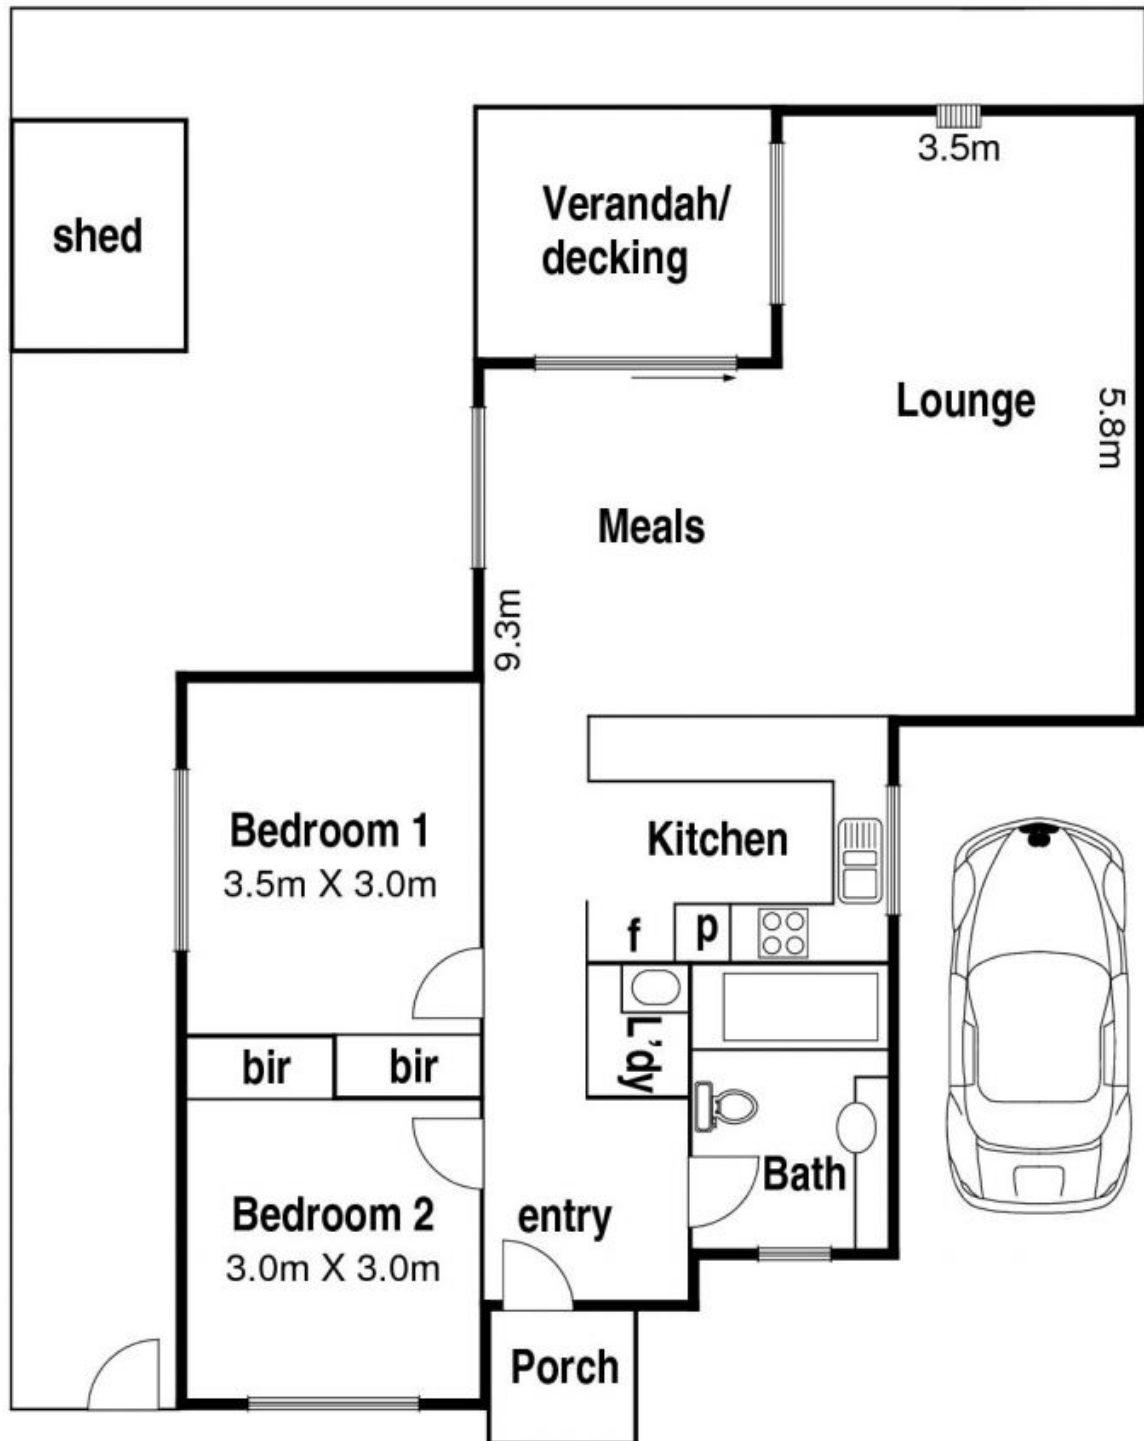 3.5m
Verandah/
decking
shed
Lounge
5.8m
Meals
9.3m
Bedroom 1
3.5m X 3.0m
Kitchen
f
p
L'dy
bir
bir
Bath
Bedroom 2
3.0m X 3.0m
entry
Porch